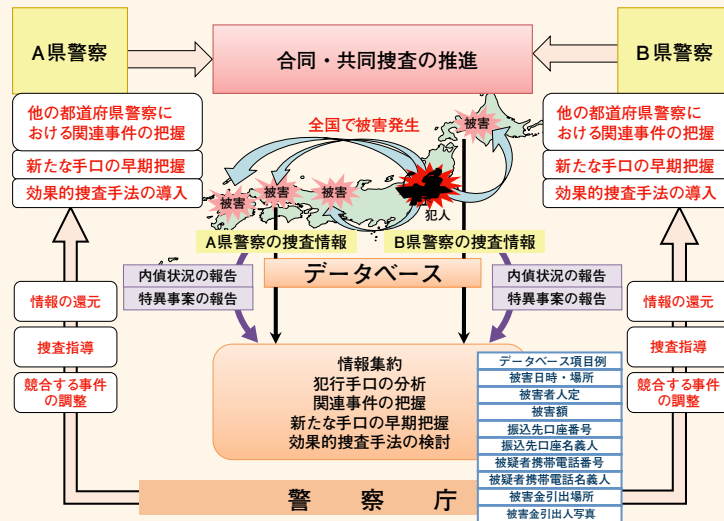 A県警察
合同・共同捜査の推進
B県警察
他の都道府県警察に
おける関連事件の把握
新たな手口の早期把握
効果的捜査手法の導入
全国で被害発生
被害
被害
被害
被害
犯人
他の都道府県警察に
おける関連事件の把握
新たな手口の早期把握
効果的捜査手法の導入
A県警察の捜査情報
B県警察の捜査情報
データベース
内偵状況の報告
特異事案の報告
内偵状況の報告
特異事案の報告
情報の還元
捜査指導
競合する事件
の調整
情報の還元
捜査指導
競合する事件
の調整
情報集約
犯行手口の分析
関連事件の把握
新たな手口の早期把握
効果的捜査手法の検討
データベース項目例
被害日時・場所
被害者人定
被害額
振込先口座番号
振込先口座名義人
被疑者携帯電話番号
被疑者携帯電話名義人
被害金引出場所
被害金引出人写真
警察庁